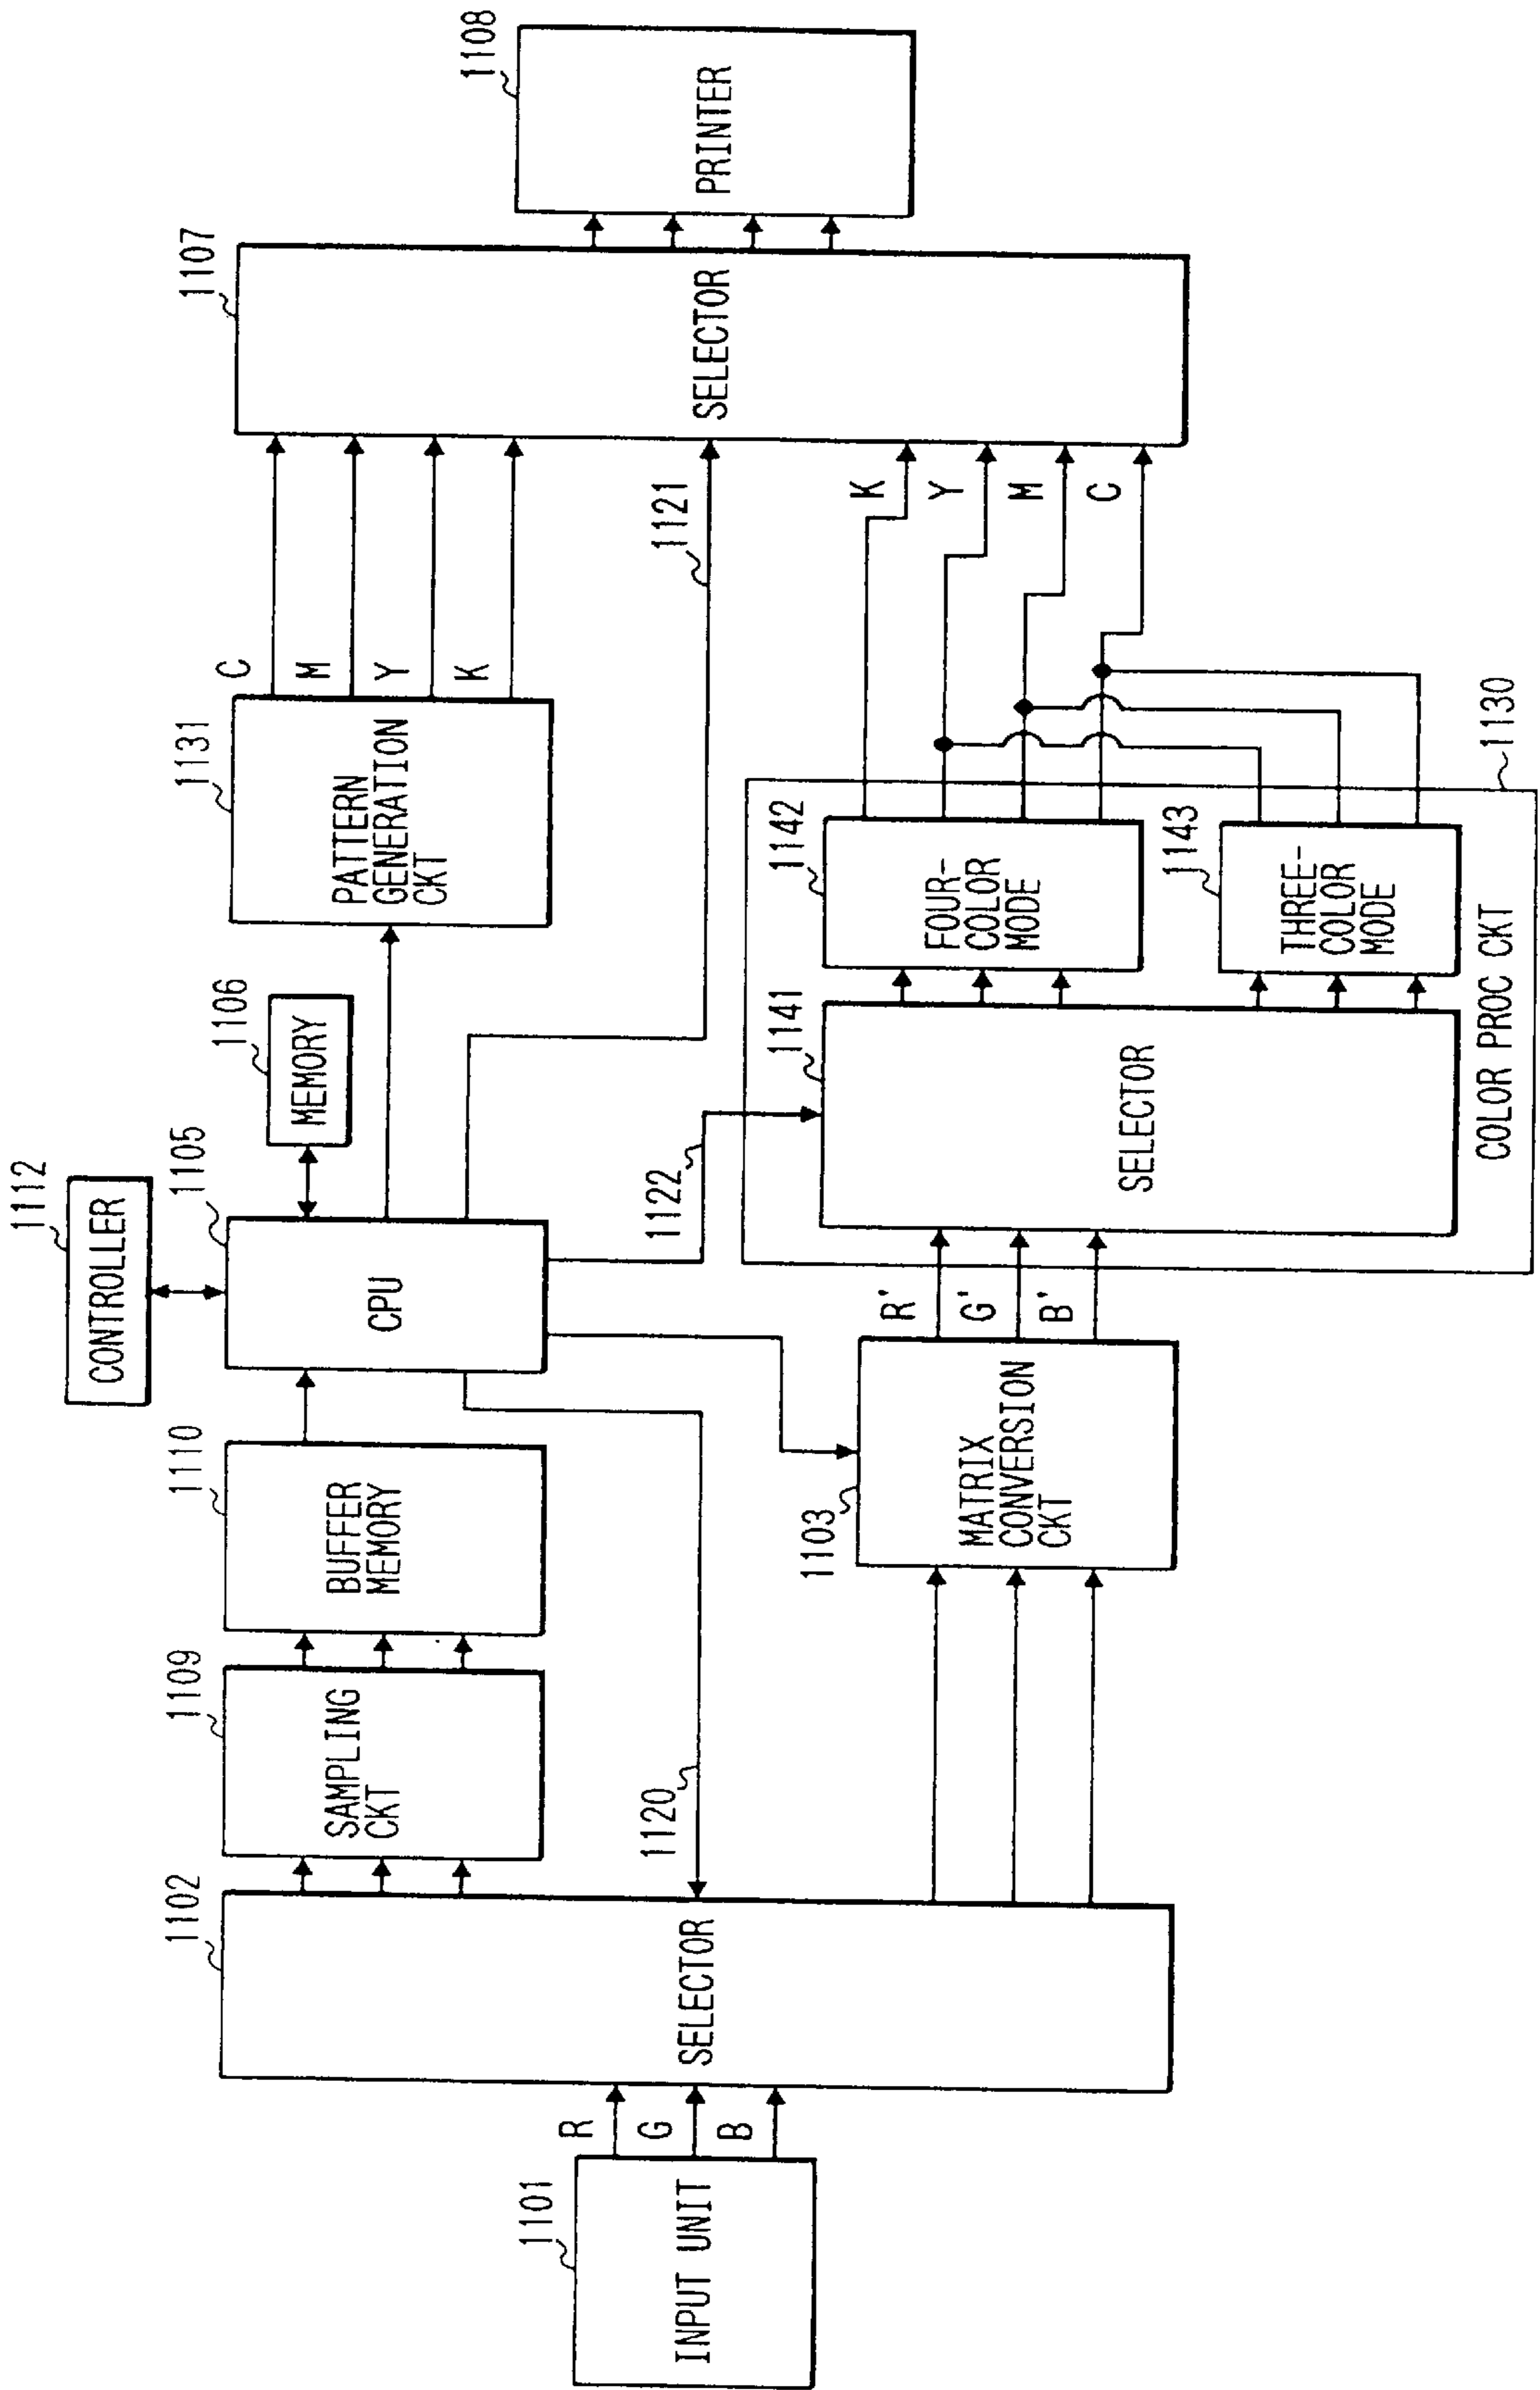 1112
CONTROLLER
1102
1109
1110
1105
1106
1131
1107
SAMPLING
CKT
BUFFER
MEMORY
CPU
MEMORY
PATTERN
GENERATION
CKT
C
M
Y
K
1101
INPUT UNIT
R
G
B
SELECTOR
1120
1121
SELECTOR
1108
PRINTER
1122
1103
MATRIX
CONVERSION
CKT
R'
G'
B'
1141
SELECTOR
1142
FOUR-
COLOR
MODE
1143
THREE-
COLOR
MODE
K
Y
M
C
COLOR PROC CKT
1130